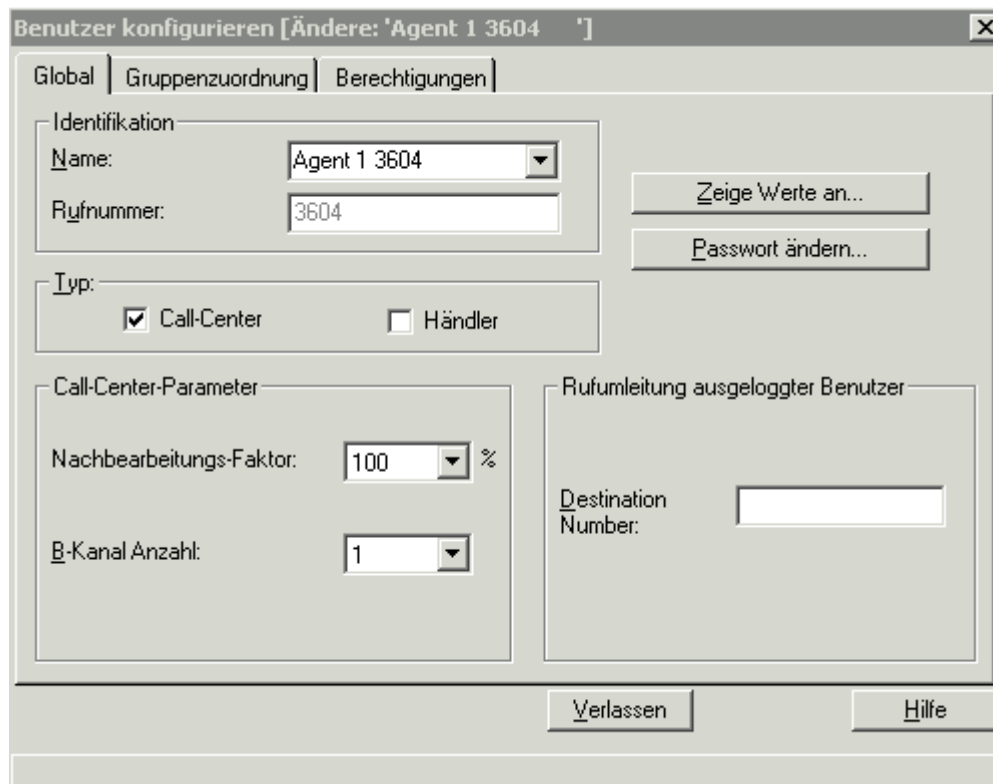 Benutzer konfigurieren [Ändere: 'Agent 1 3604     ']
Global
Gruppenzuordnung
Berechtigungen
Identifikation
Name:
Agent 1 3604
Rufnummer:
3604
Zeige Werte an...
Passwort ändern...
Typ:
Call-Center
Händler
Call-Center-Parameter
Nachbearbeitungs-Faktor:
100
%
B-Kanal Anzahl:
1
Rufumleitung ausgeloggter Benutzer
Destination
Number:
Verlassen
Hilfe